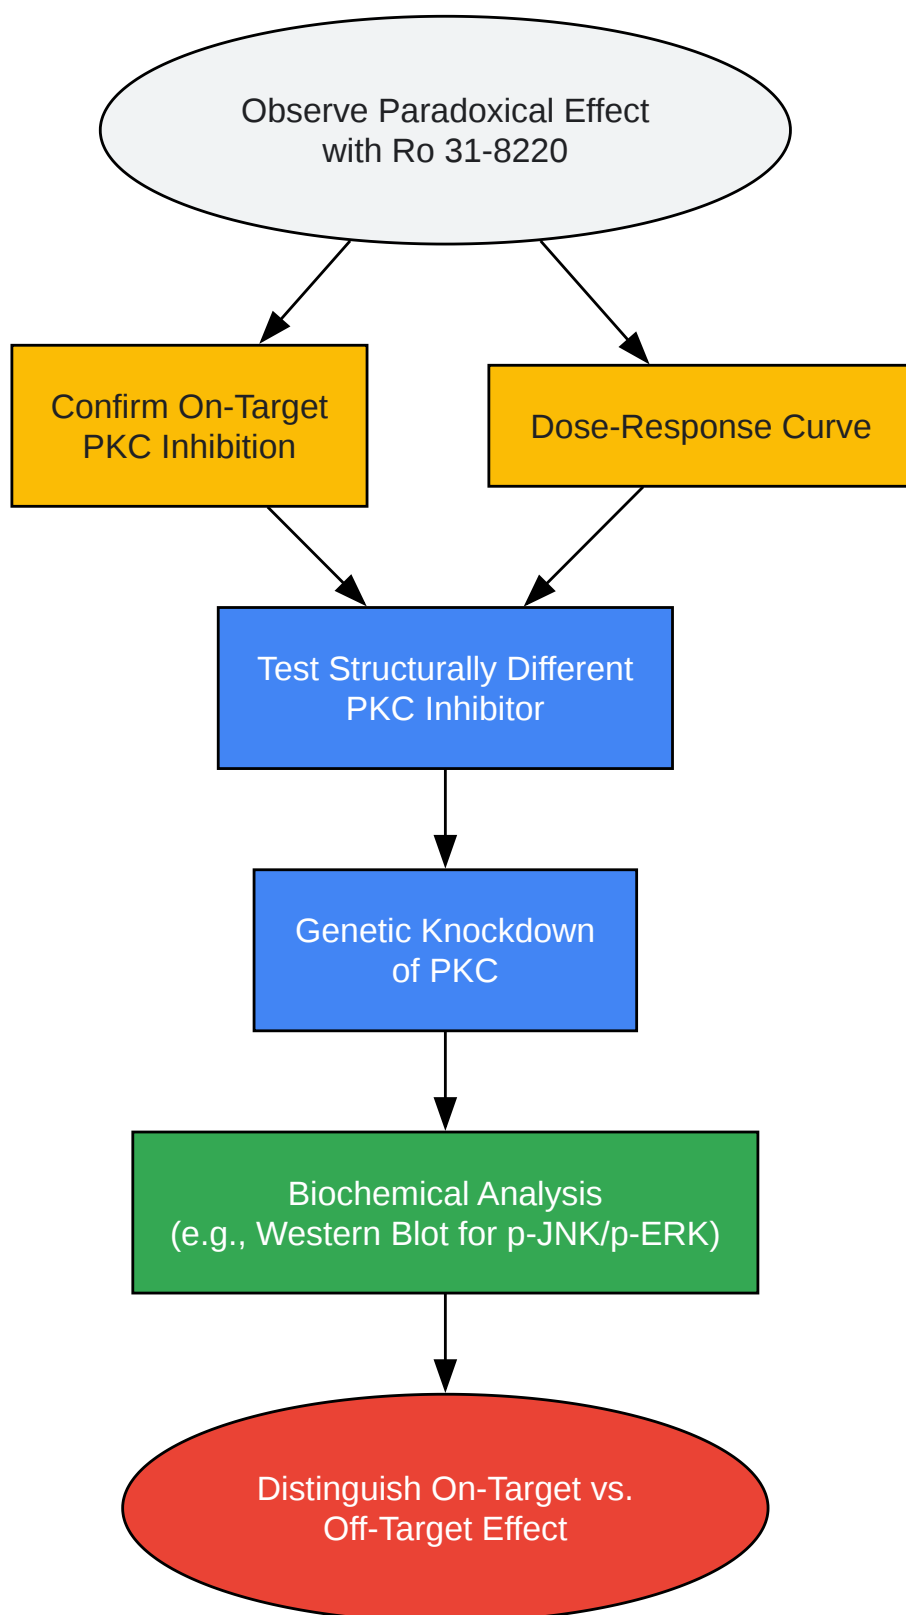 Observe Paradoxical Effect
with Ro 31-8220
Confirm On-Target
PKC Inhibition
Dose-Response Curve
Test Structurally Different
PKC Inhibitor
Genetic Knockdown
of PKC
Biochemical Analysis
(e.g., Western Blot for p-JNK/p-ERK)
Distinguish On-Target vs.
Off-Target Effect